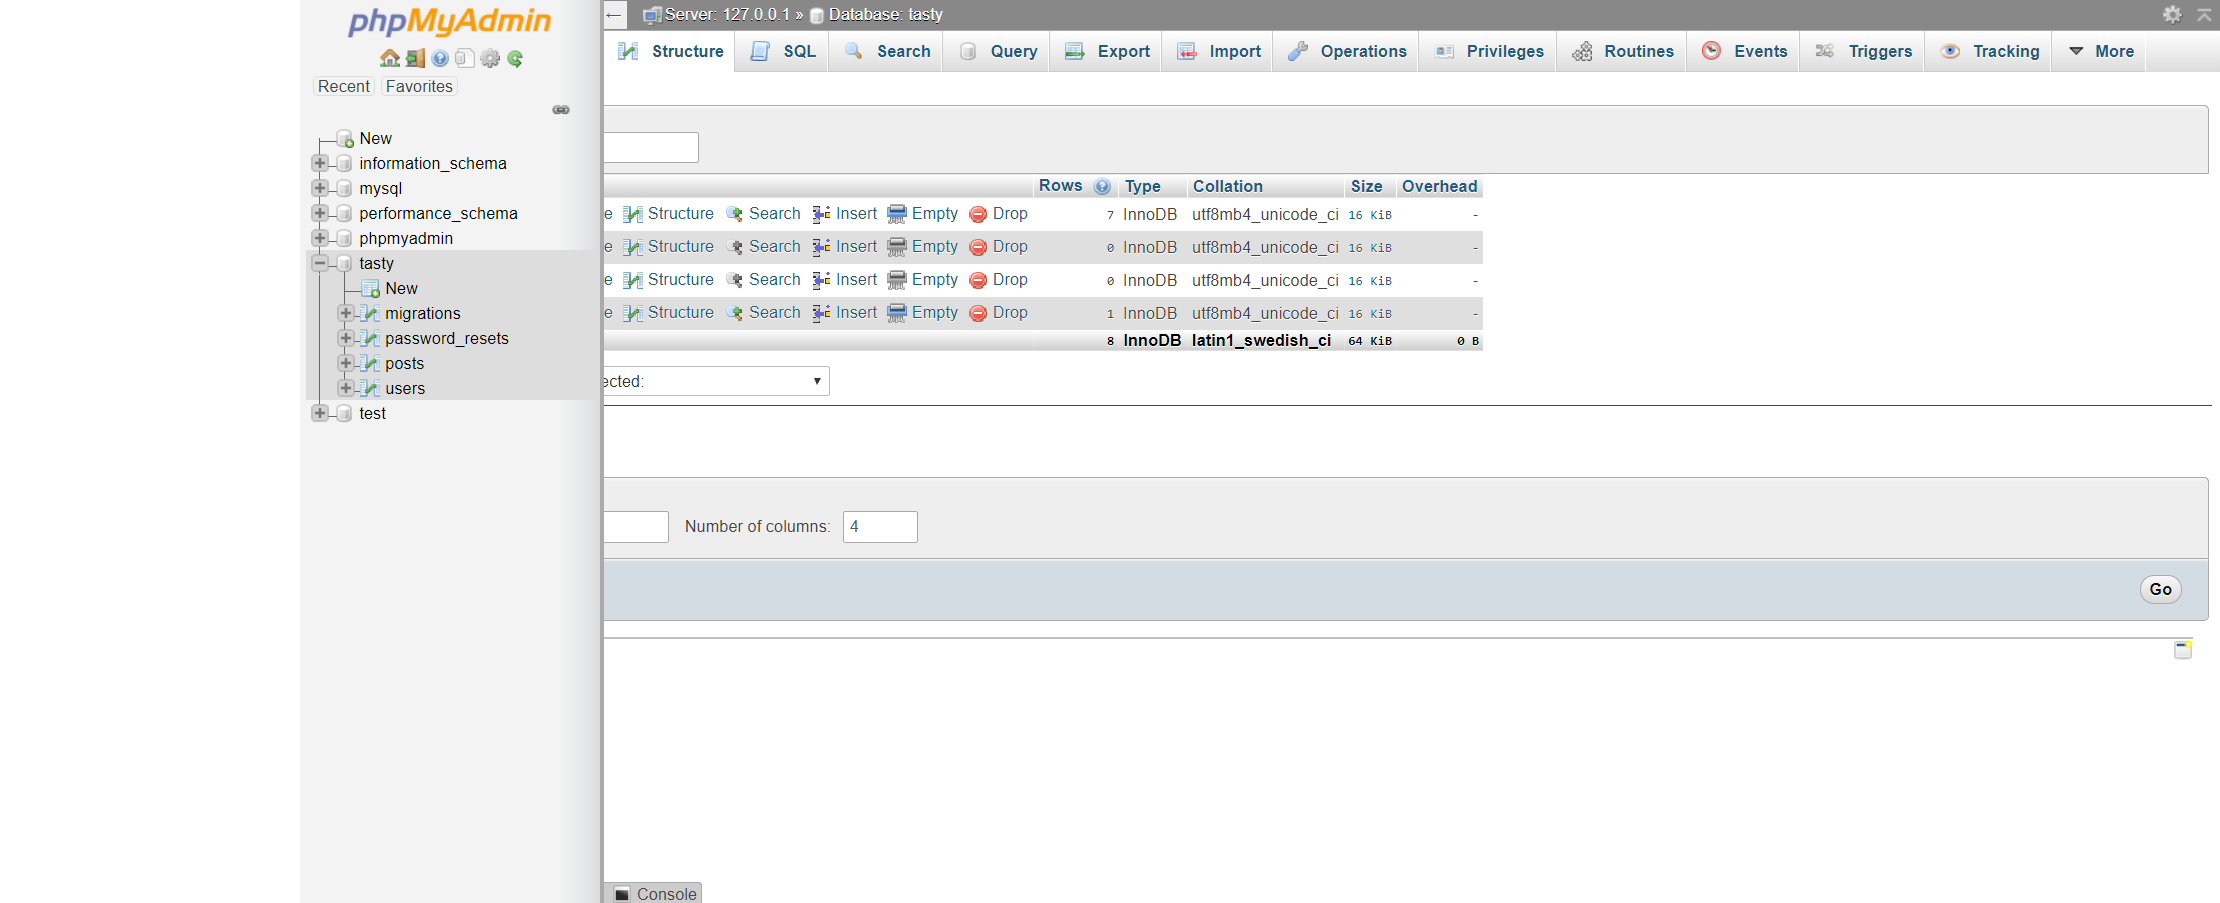 phpMyAdmin
Recent Favorites
New
information_schema
mysql
performance_schema
phpmyadmin
tasty
New
migrations
password_resets
posts
users
test
← Server: 127.0.0.1 » Database: tasty
Structure SQL Search Query Export Import Operations Privileges Routines Events Triggers Tracking More
Rows Type Collation Size Overhead
e Structure Search Insert Empty Drop 7 InnoDB utf8mb4_unicode_ci 16 KiB -
e Structure Search Insert Empty Drop 0 InnoDB utf8mb4_unicode_ci 16 KiB -
e Structure Search Insert Empty Drop 0 InnoDB utf8mb4_unicode_ci 16 KiB -
e Structure Search Insert Empty Drop 1 InnoDB utf8mb4_unicode_ci 16 KiB -
8 InnoDB latin1_swedish_ci 64 KiB 0 B
ected:
Number of columns: 4
Go
Console